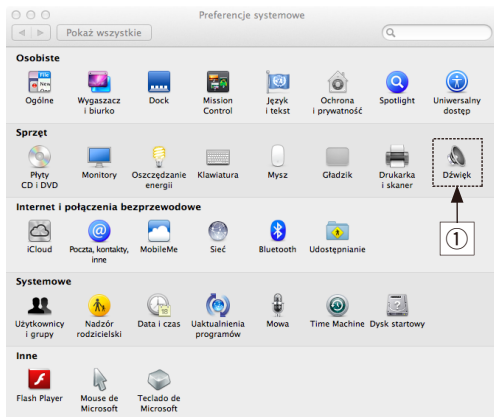 Preferencje systemowe
Pokaż wszystkie
Osobiste
Ogólne
Wygaszacz i biurko
Dock
Mission Control
Język i tekst
Ochrona i prywatność
Spotlight
Uniwersalny dostęp
Sprzęt
Płyty CD i DVD
Monitory
Oszczędzanie energii
Klawiatura
Mysz
Gładzik
Drukarka i skaner
Dźwięk
Internet i połączenia bezprzewodowe
1
iCloud
Poczta, kontakty, inne
MobileMe
Sieć
Bluetooth
Udostępnianie
Systemowe
Użytkownicy i grupy
Nadzór rodzicielski
Data i czas
Uaktualnienia programów
Mowa
Time Machine
Dysk startowy
Inne
Flash Player
Mouse de Microsoft
Teclado de Microsoft